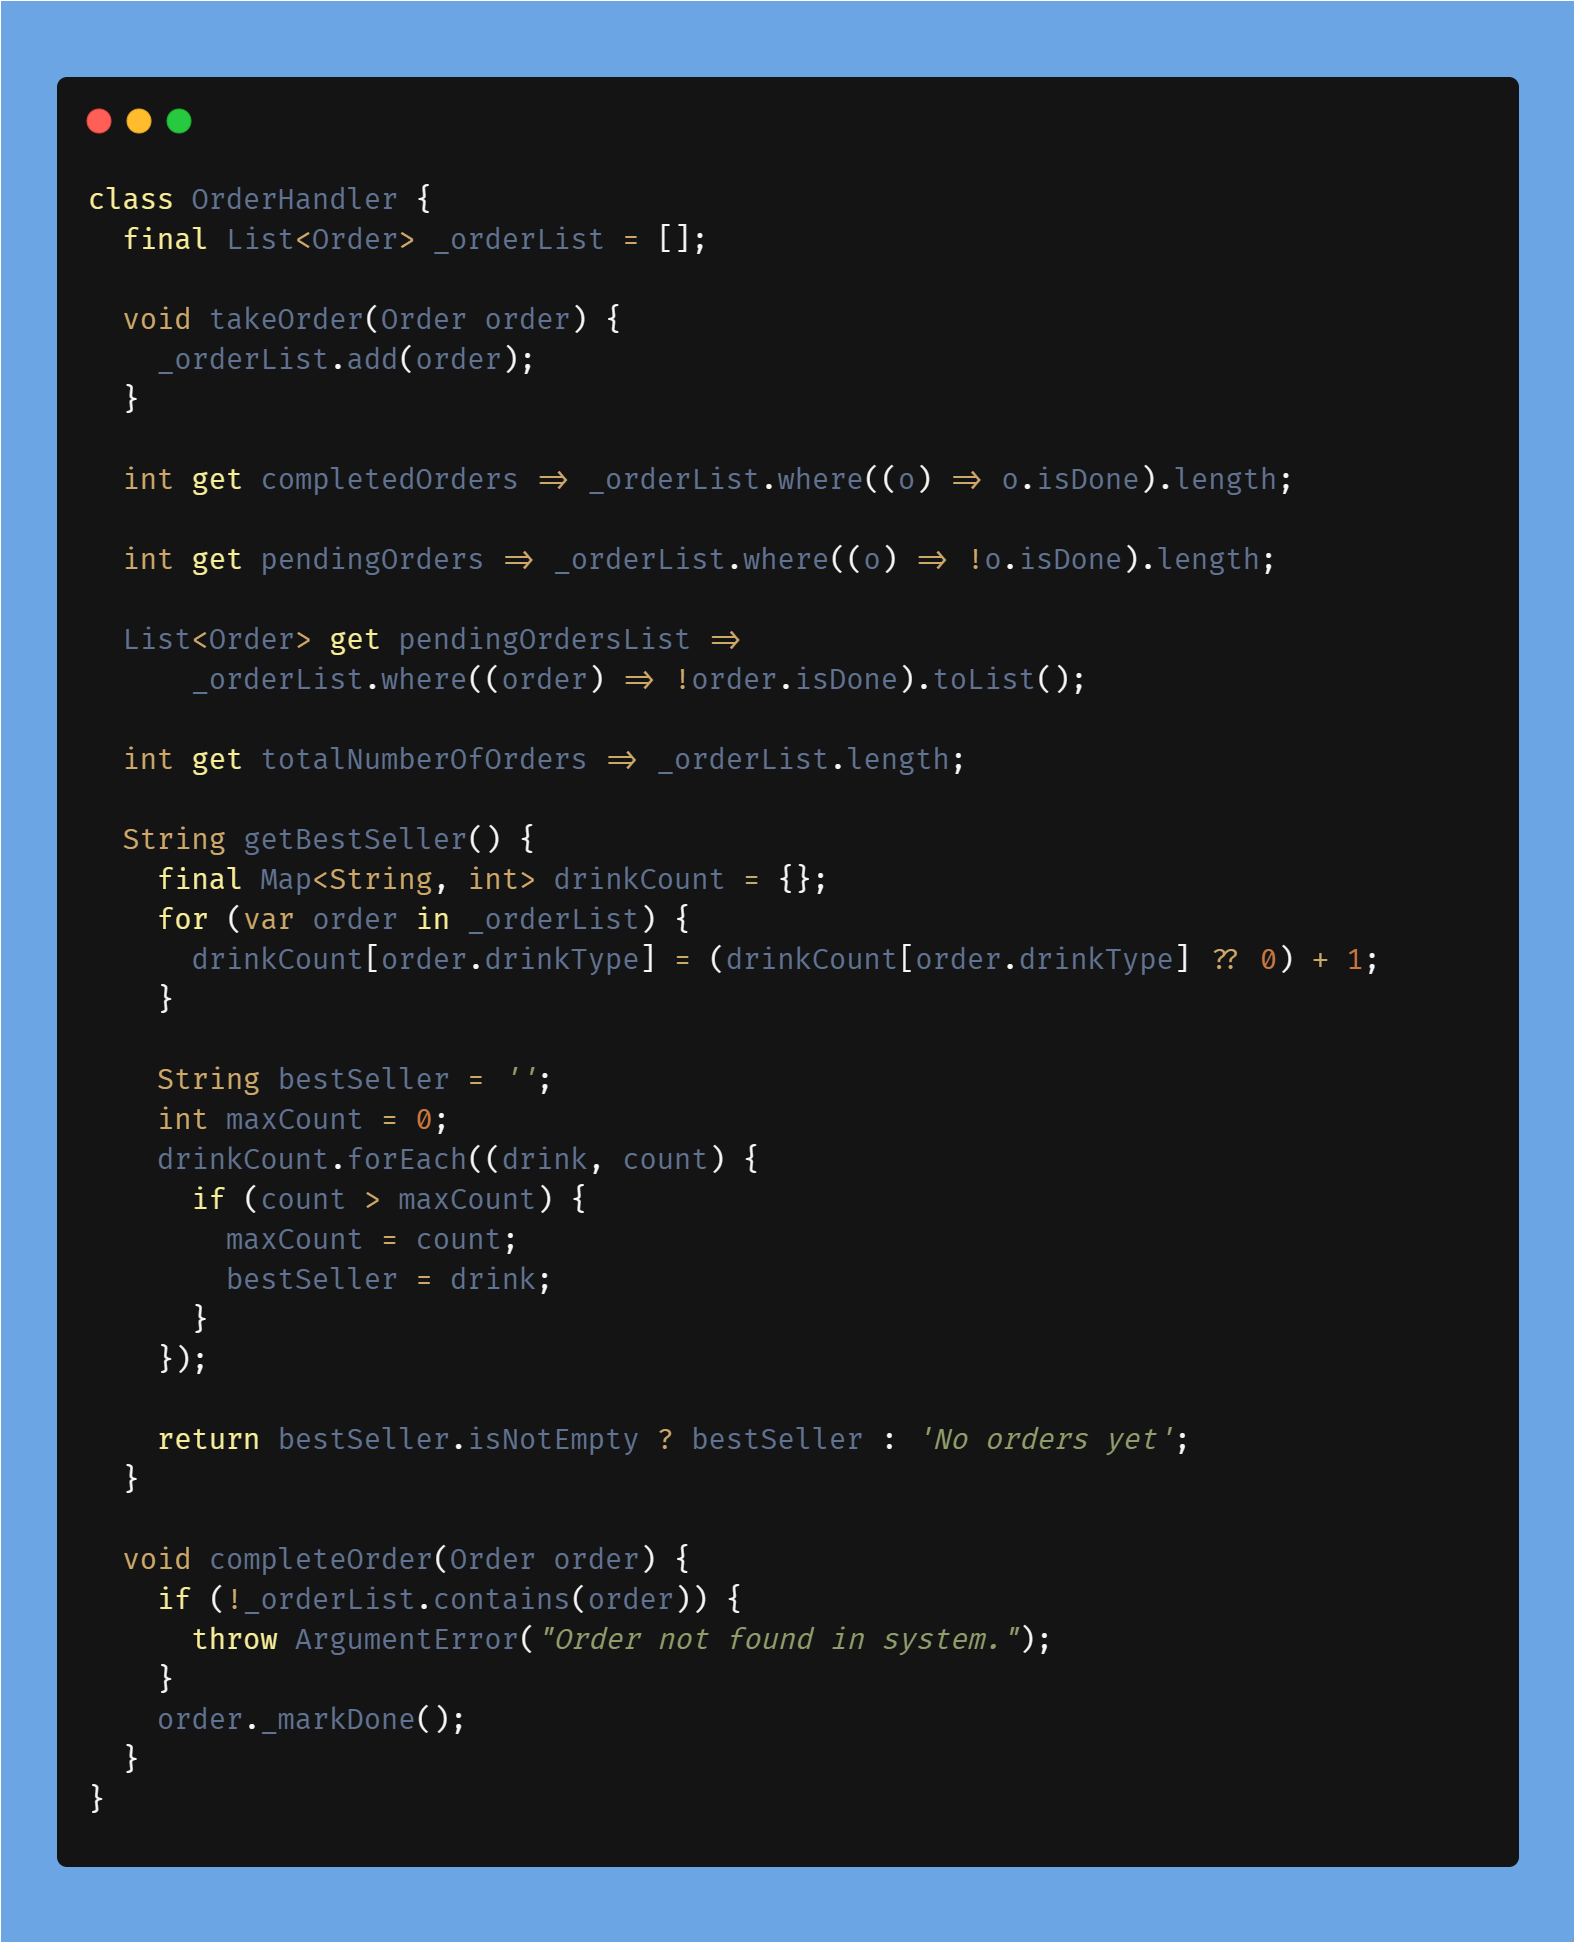 class OrderHandler {
  final List<Order> _orderList = [];

  void takeOrder(Order order) {
    _orderList.add(order);
  }

  int get completedOrders => _orderList.where((o) => o.isDone).length;

  int get pendingOrders => _orderList.where((o) => !o.isDone).length;

  List<Order> get pendingOrdersList =>
      _orderList.where((order) => !order.isDone).toList();

  int get totalNumberOfOrders => _orderList.length;

  String getBestSeller() {
    final Map<String, int> drinkCount = {};
    for (var order in _orderList) {
      drinkCount[order.drinkType] = (drinkCount[order.drinkType] ?? 0) + 1;
    }

    String bestSeller = '';
    int maxCount = 0;
    drinkCount.forEach((drink, count) {
      if (count > maxCount) {
        maxCount = count;
        bestSeller = drink;
      }
    });

    return bestSeller.isNotEmpty ? bestSeller : 'No orders yet';
  }

  void completeOrder(Order order) {
    if (!_orderList.contains(order)) {
      throw ArgumentError("Order not found in system.");
    }
    order._markDone();
  }
}